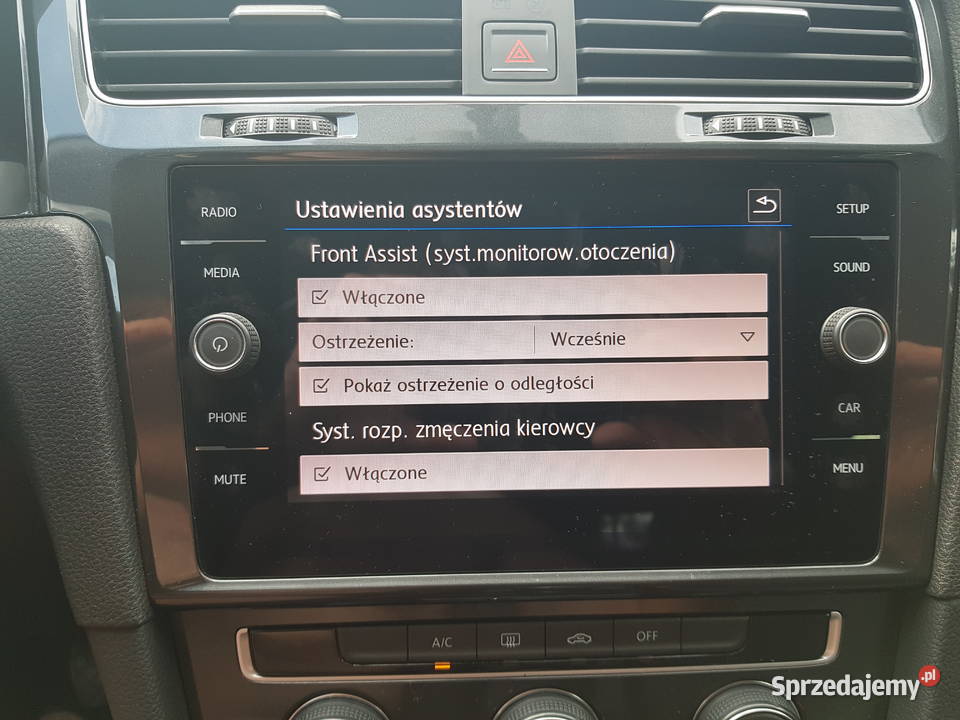 RADIO
MEDIA
PHONE
MUTE
Ustawienia asystentów
Front Assist (syst.monitorow.otoczenia)
Włączone
Ostrzeżenie: Wcześnie
Pokaż ostrzeżenie o odległości
Syst. rozp. zmęczenia kierowcy
Włączone
SETUP
SOUND
CAR
MENU
A/C
OFF
Sprzedajemy.pl